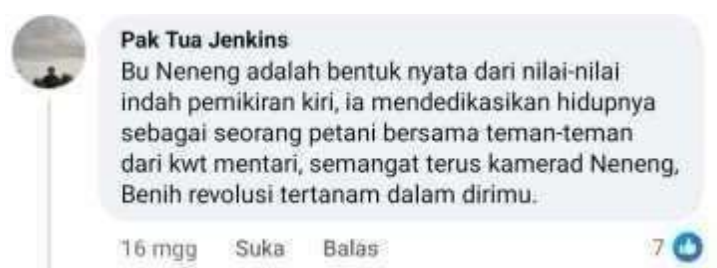 Pak Tua Jenkins
Bu Neneng adalah bentuk nyata dari nilai-nilai
indah pemikiran kiri, ia mendedikasikan hidupnya
sebagai seorang petani bersama teman-teman
dari kwt mentari, semangat terus kamerad Neneng,
Benih revolusi tertanam dalam dirimu.
16 mgg Suka Balas 7